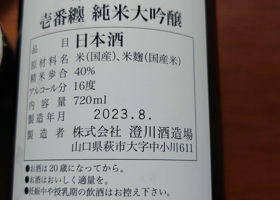 壱番纏 純米大吟醸
品目 日本酒
原材料名 米(国産)、米麹(国産米)
精米歩合 40%
アルコール分 16度
内容量 720ml
製造年月 2023.8.
製造者 株式会社 澄川酒造場
山口県萩市大字中小川611
●お酒は20歳になってから。
●お酒はおいしく適量を。
●妊娠中や授乳期の飲酒はお控え下さい。